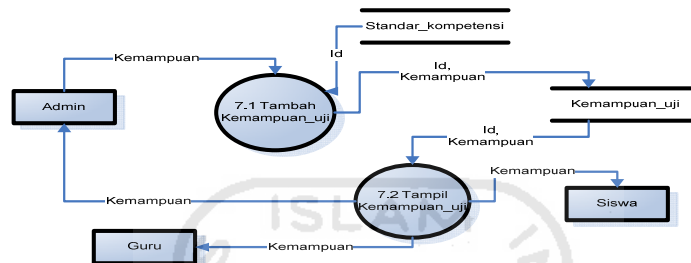 Standar_kompetensi
Kemampuan
Id
Id,
Kemampuan
Admin
7.1 Tambah
Kemampuan_uji
Kemampuan_uji
Id,
Kemampuan
Kemampuan
Kemampuan
7.2 Tampil
Kemampuan_uji
Siswa
Guru
Kemampuan
ISLAM